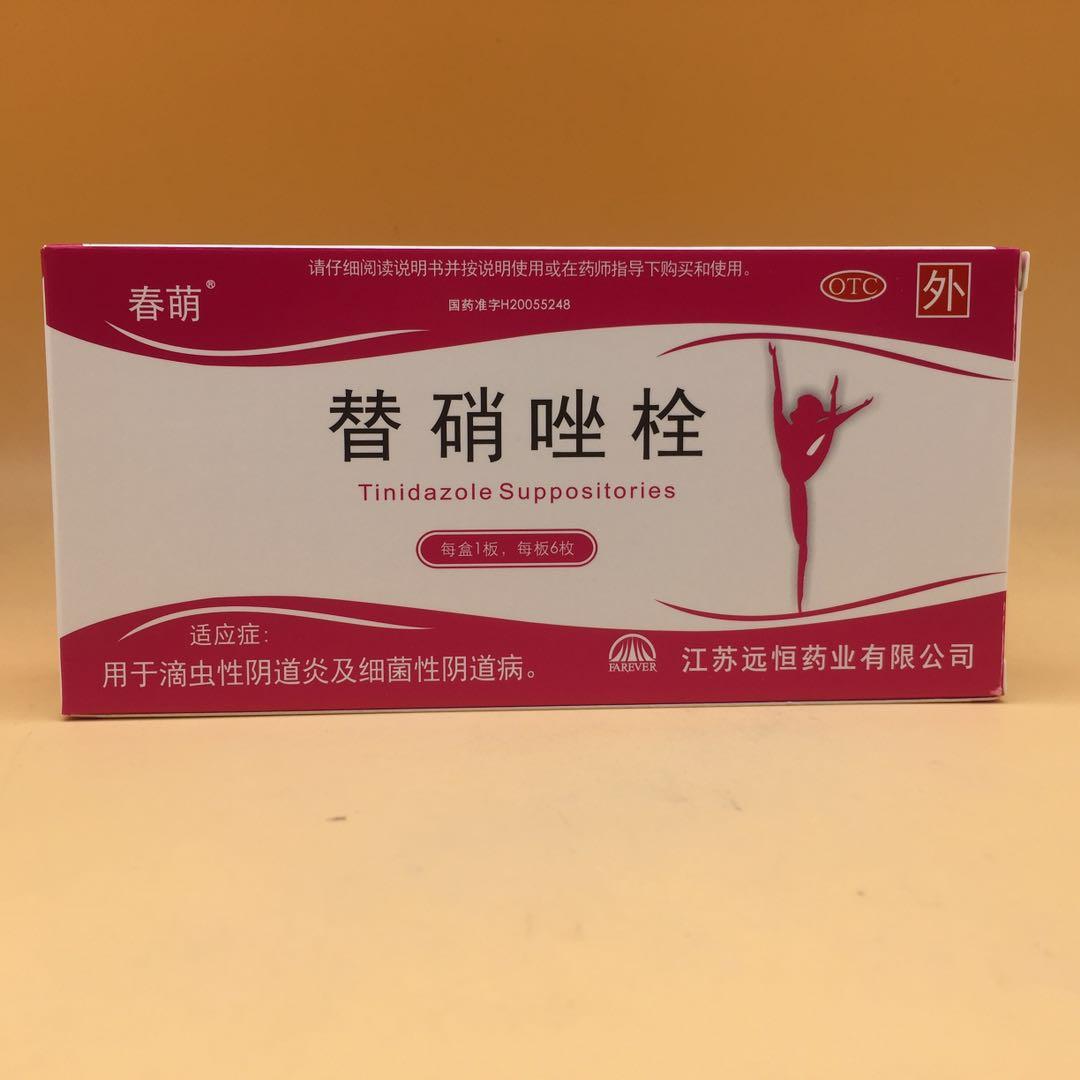 请仔细阅读说明书并按说明使用或在药师指导下购买和使用。
春萌®
国药准字H20055248
OTC
外
替硝唑栓
Tinidazole Suppositories
每盒1板，每板6枚
适应症：
用于滴虫性阴道炎及细菌性阴道病。
FAREVER
江苏远恒药业有限公司